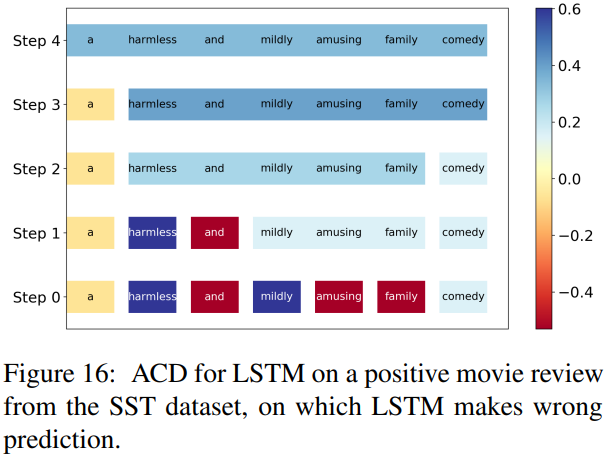 Step 4 a harmless and mildly amusing family comedy
Step 3 a harmless and mildly amusing family comedy
Step 2 a harmless and mildly amusing family comedy
Step 1 a harmless and mildly amusing family comedy
Step 0 a harmless and mildly amusing family comedy
0.6
0.4
0.2
0.0
−0.2
−0.4
Figure 16: ACD for LSTM on a positive movie review
from the SST dataset, on which LSTM makes wrong
prediction.